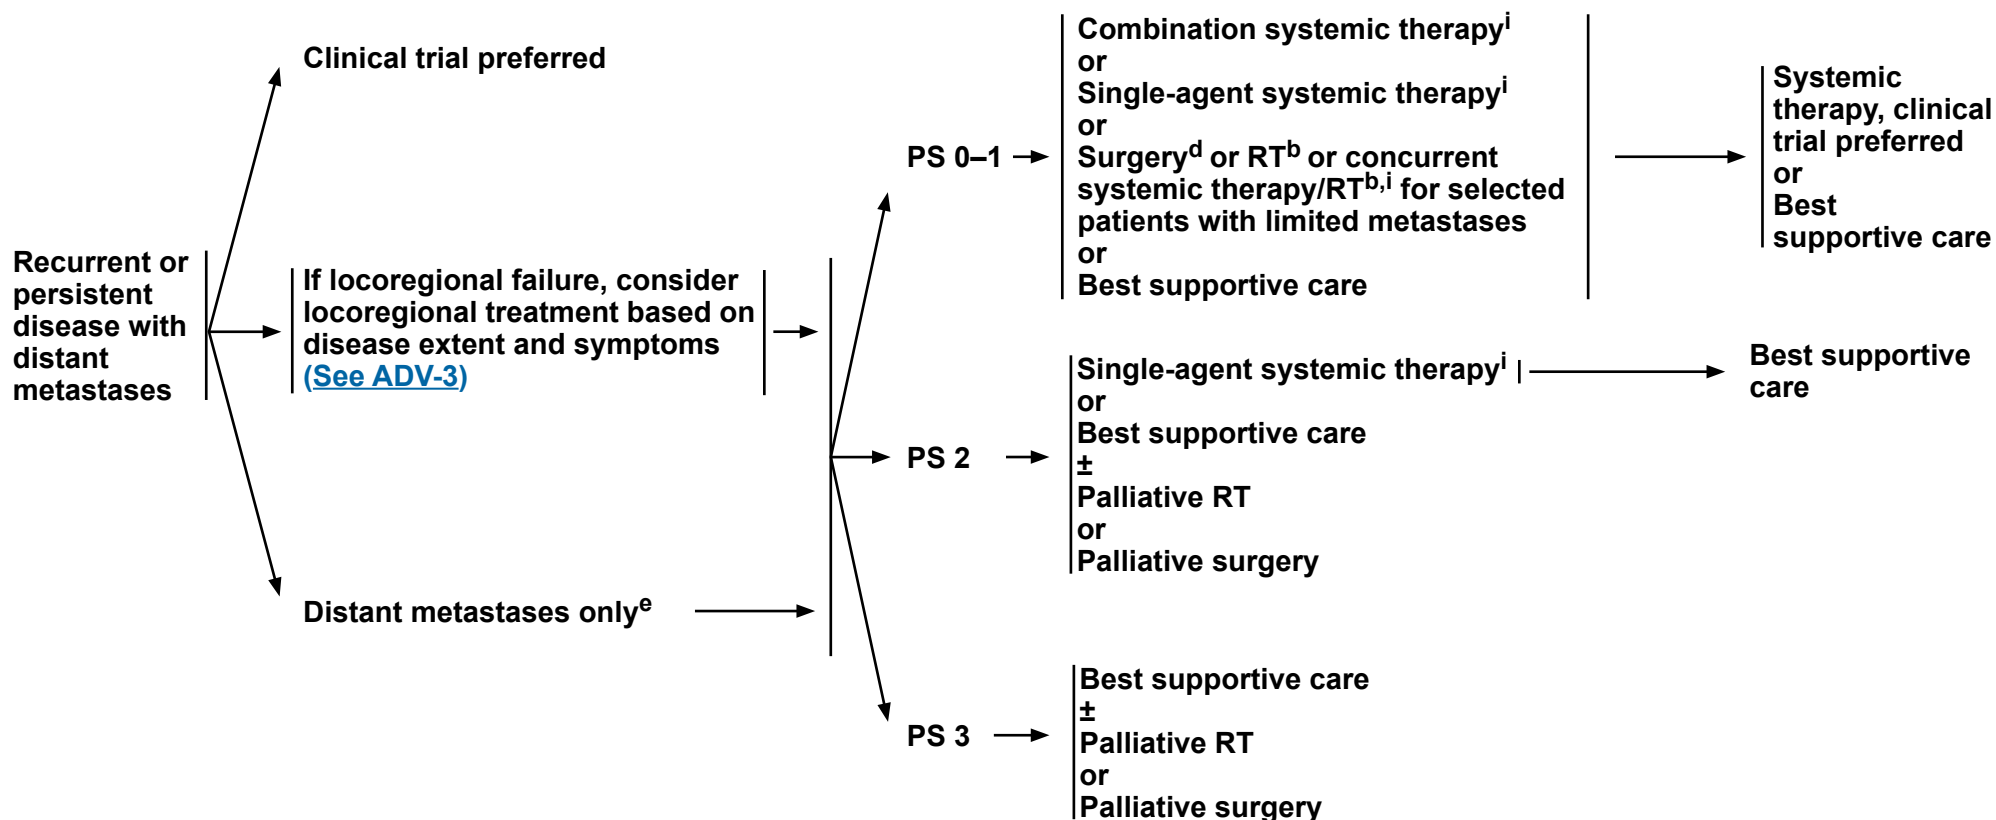 Recurrent or
persistent
disease with
distant
metastases
Clinical trial preferred
If locoregional failure, consider
locoregional treatment based on
disease extent and symptoms
(See ADV-3)
Distant metastases onlyᵉ
PS 0–1
Combination systemic therapyⁱ
or
Single-agent systemic therapyⁱ
or
Surgeryᵈ or RTᵇ or concurrent
systemic therapy/RTᵇ,ⁱ for selected
patients with limited metastases
or
Best supportive care
Systemic
therapy, clinical
trial preferred
or
Best
supportive care
PS 2
Single-agent systemic therapyⁱ
or
Best supportive care
±
Palliative RT
or
Palliative surgery
Best supportive
care
PS 3
Best supportive care
±
Palliative RT
or
Palliative surgery